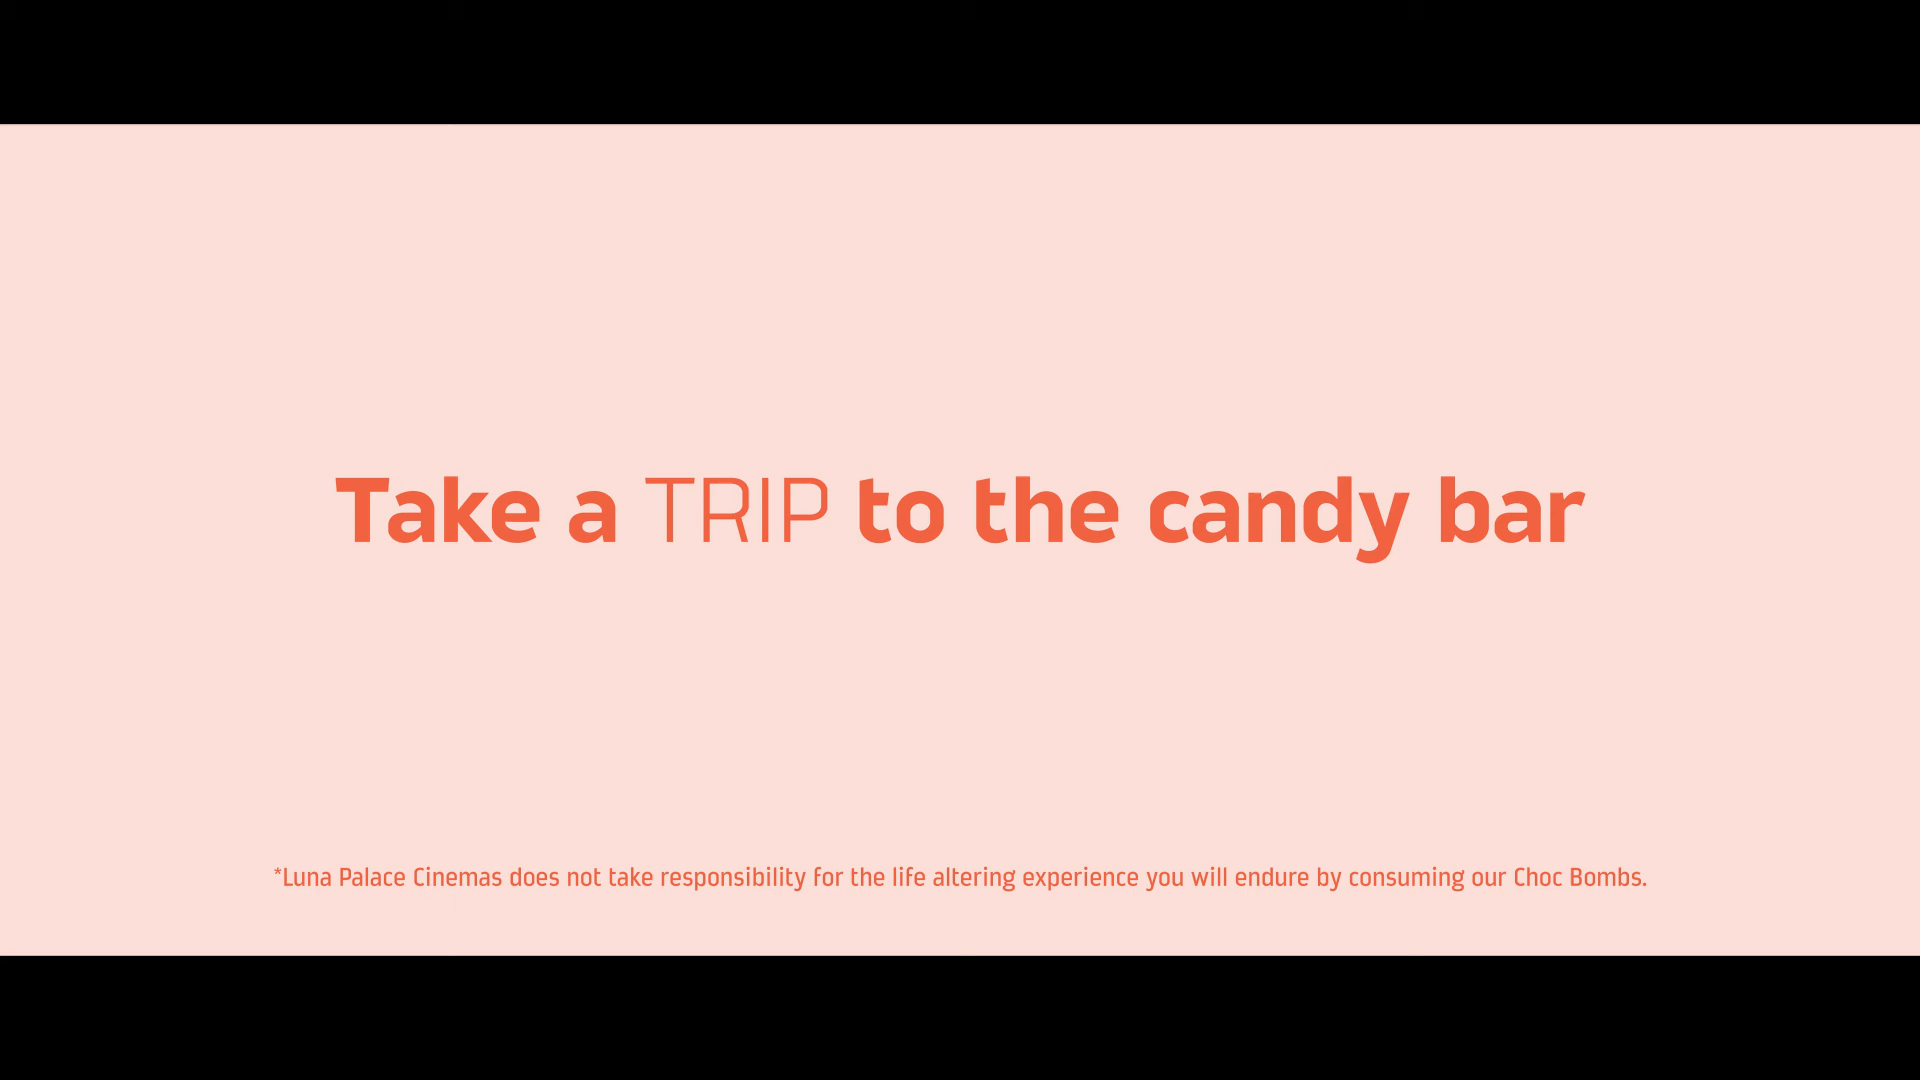 Take a TRIP to the candy bar
*Luna Palace Cinemas does not take responsibility for the life altering experience you will endure by consuming our Choc Bombs.